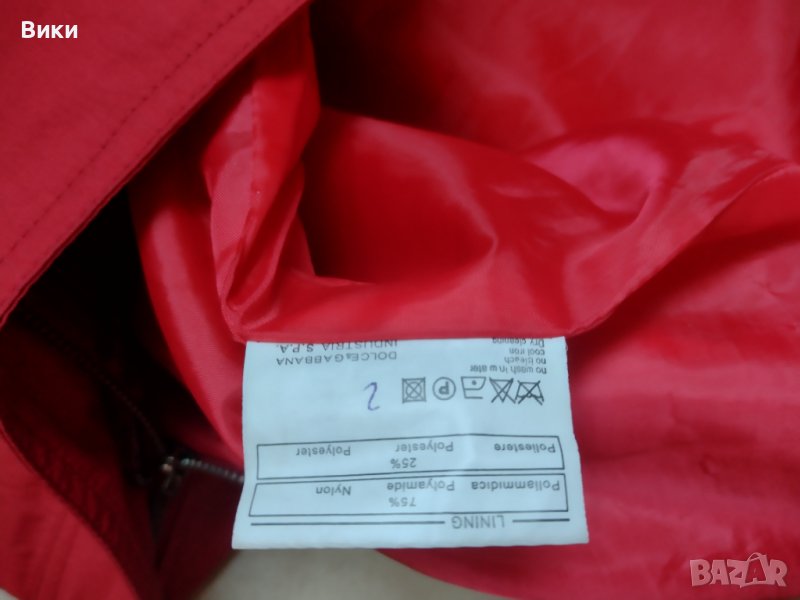 Вики
LINING
75%
Poliammidica Polyamide Nylon
25%
Poliestere Polyester Polyester
2
P
no wash in water
no bleach
cool iron
Dry cleaning
DOLCE&GABBANA
INDUSTRIA S.P.A.
BAZAR